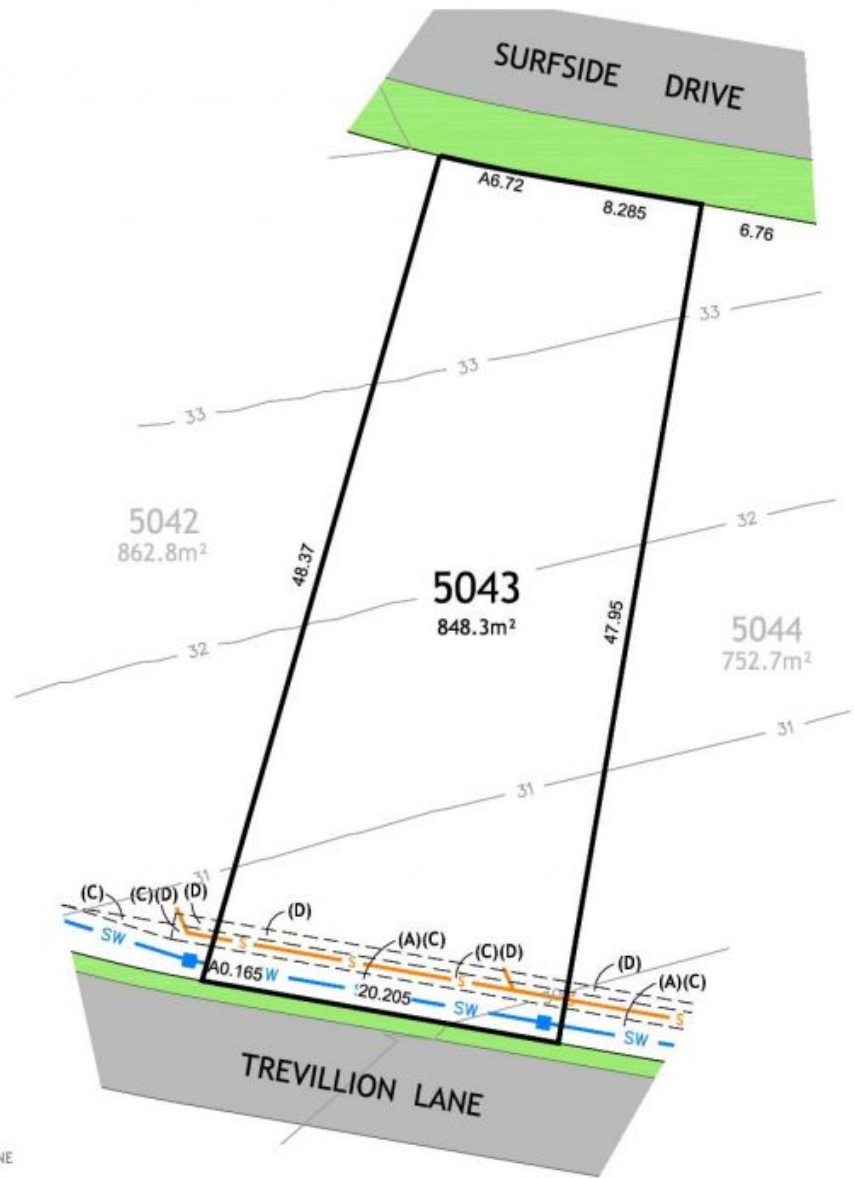 SURFSIDE DRIVE
A6.72
8.285
6.76
33
33
33
5042
862.8m²
32
48.37
5043
848.3m²
47.95
5044
752.7m²
32
31
31
31
(C)
(C)(D)
(D)
(D)
(A)(C)
(C)(D)
(D)
(A)(C)
SW
S
S
S
S
A0.165
W
20.205
SW
SW
TREVILLION LANE
NE